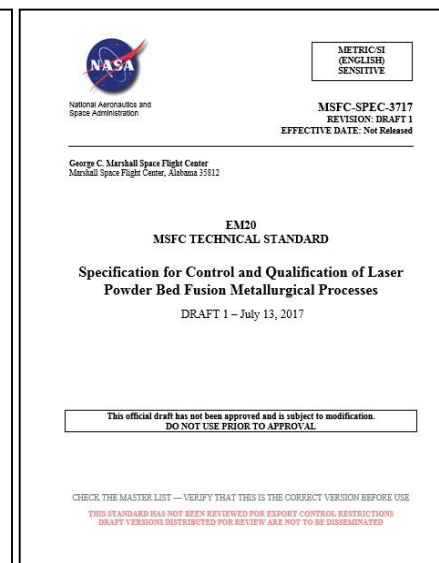 NASA
METRIC/SI
(ENGLISH)
SENSITIVE
National Aeronautics and
Space Administration
MSFC-SPEC-3717
REVISION: DRAFT 1
EFFECTIVE DATE: Not Released
George C. Marshall Space Flight Center
Marshall Space Flight Center, Alabama 35812
EM20
MSFC TECHNICAL STANDARD
Specification for Control and Qualification of Laser
Powder Bed Fusion Metallurgical Processes
DRAFT 1 – July 13, 2017
This official draft has not been approved and is subject to modification.
DO NOT USE PRIOR TO APPROVAL
CHECK THE MASTER LIST — VERIFY THAT THIS IS THE CORRECT VERSION BEFORE USE
THIS STANDARD HAS NOT BEEN REVIEWED FOR EXPORT CONTROL RESTRICTIONS
DRAFT VERSIONS DISTRIBUTED FOR REVIEW ARE NOT TO BE DISSEMINATED